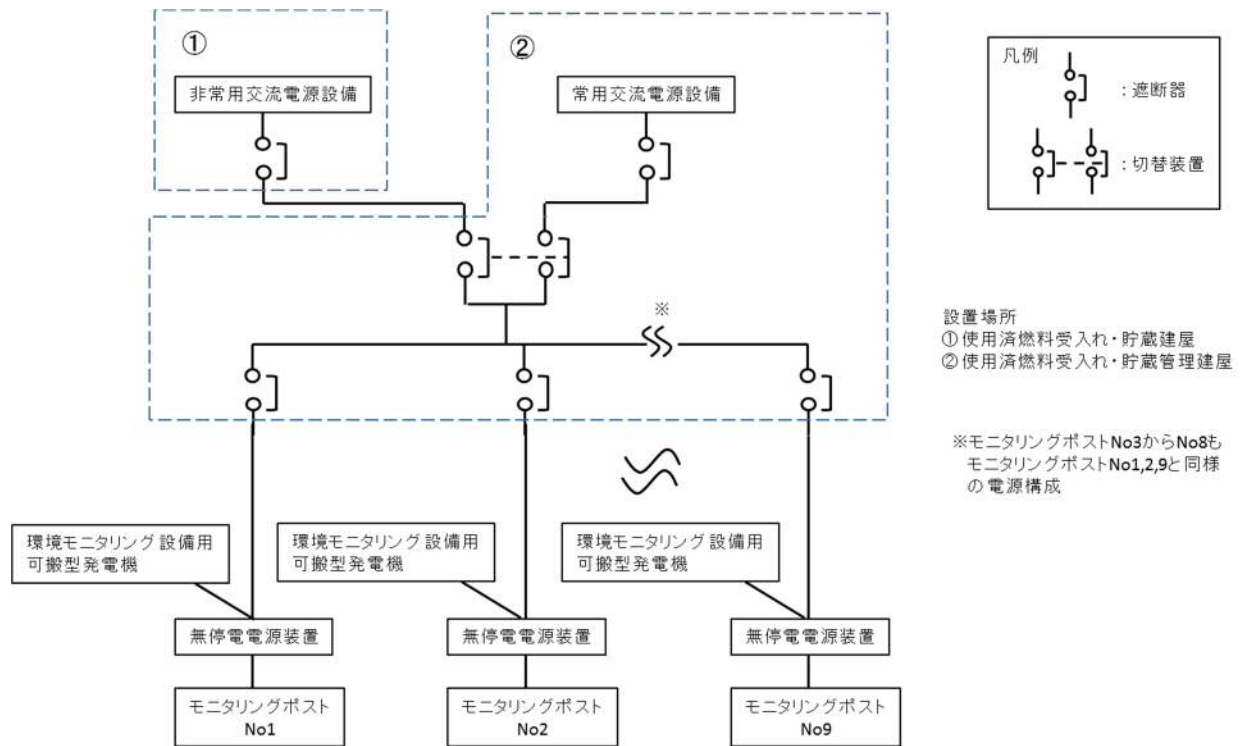 ①
②
非常用交流電源設備
常用交流電源設備
凡例
：遮断器
：切替装置
※
設置場所
①使用済燃料受入れ・貯蔵建屋
②使用済燃料受入れ・貯蔵管理建屋
※モニタリングポストNo3からNo8も
モニタリングポストNo1,2,9と同様
の電源構成
環境モニタリング設備用
可搬型発電機
環境モニタリング設備用
可搬型発電機
環境モニタリング設備用
可搬型発電機
無停電電源装置
無停電電源装置
無停電電源装置
モニタリングポスト
No1
モニタリングポスト
No2
モニタリングポスト
No9